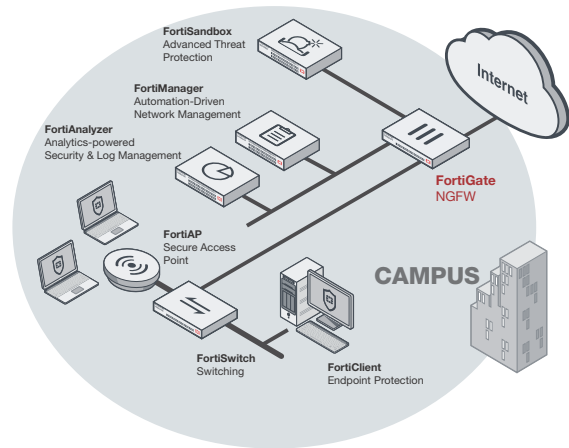 FortiSandbox
Advanced Threat
Protection
FortiManager
Automation-Driven
Network Management
FortiAnalyzer
Analytics-powered
Security & Log Management
Internet
FortiGate
NGFW
FortiAP
Secure Access
Point
CAMPUS
FortiSwitch
Switching
FortiClient
Endpoint Protection